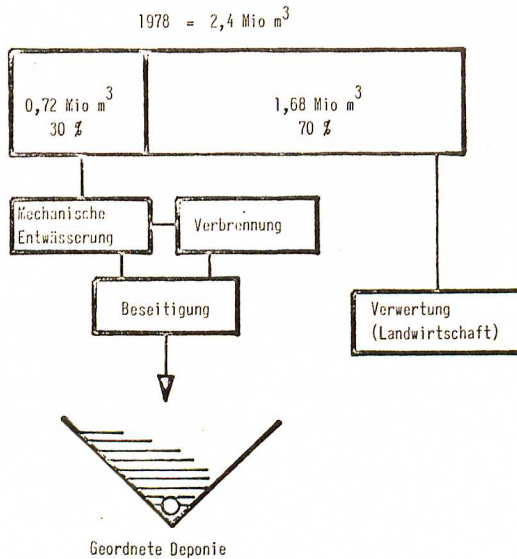 1978 = 2,4 Mio m³
0,72 Mio m³
30 %
1,68 Mio m³
70 %
Mechanische
Entwässerung
Verbrennung
Beseitigung
Verwertung
(Landwirtschaft)
Geordnete Deponie